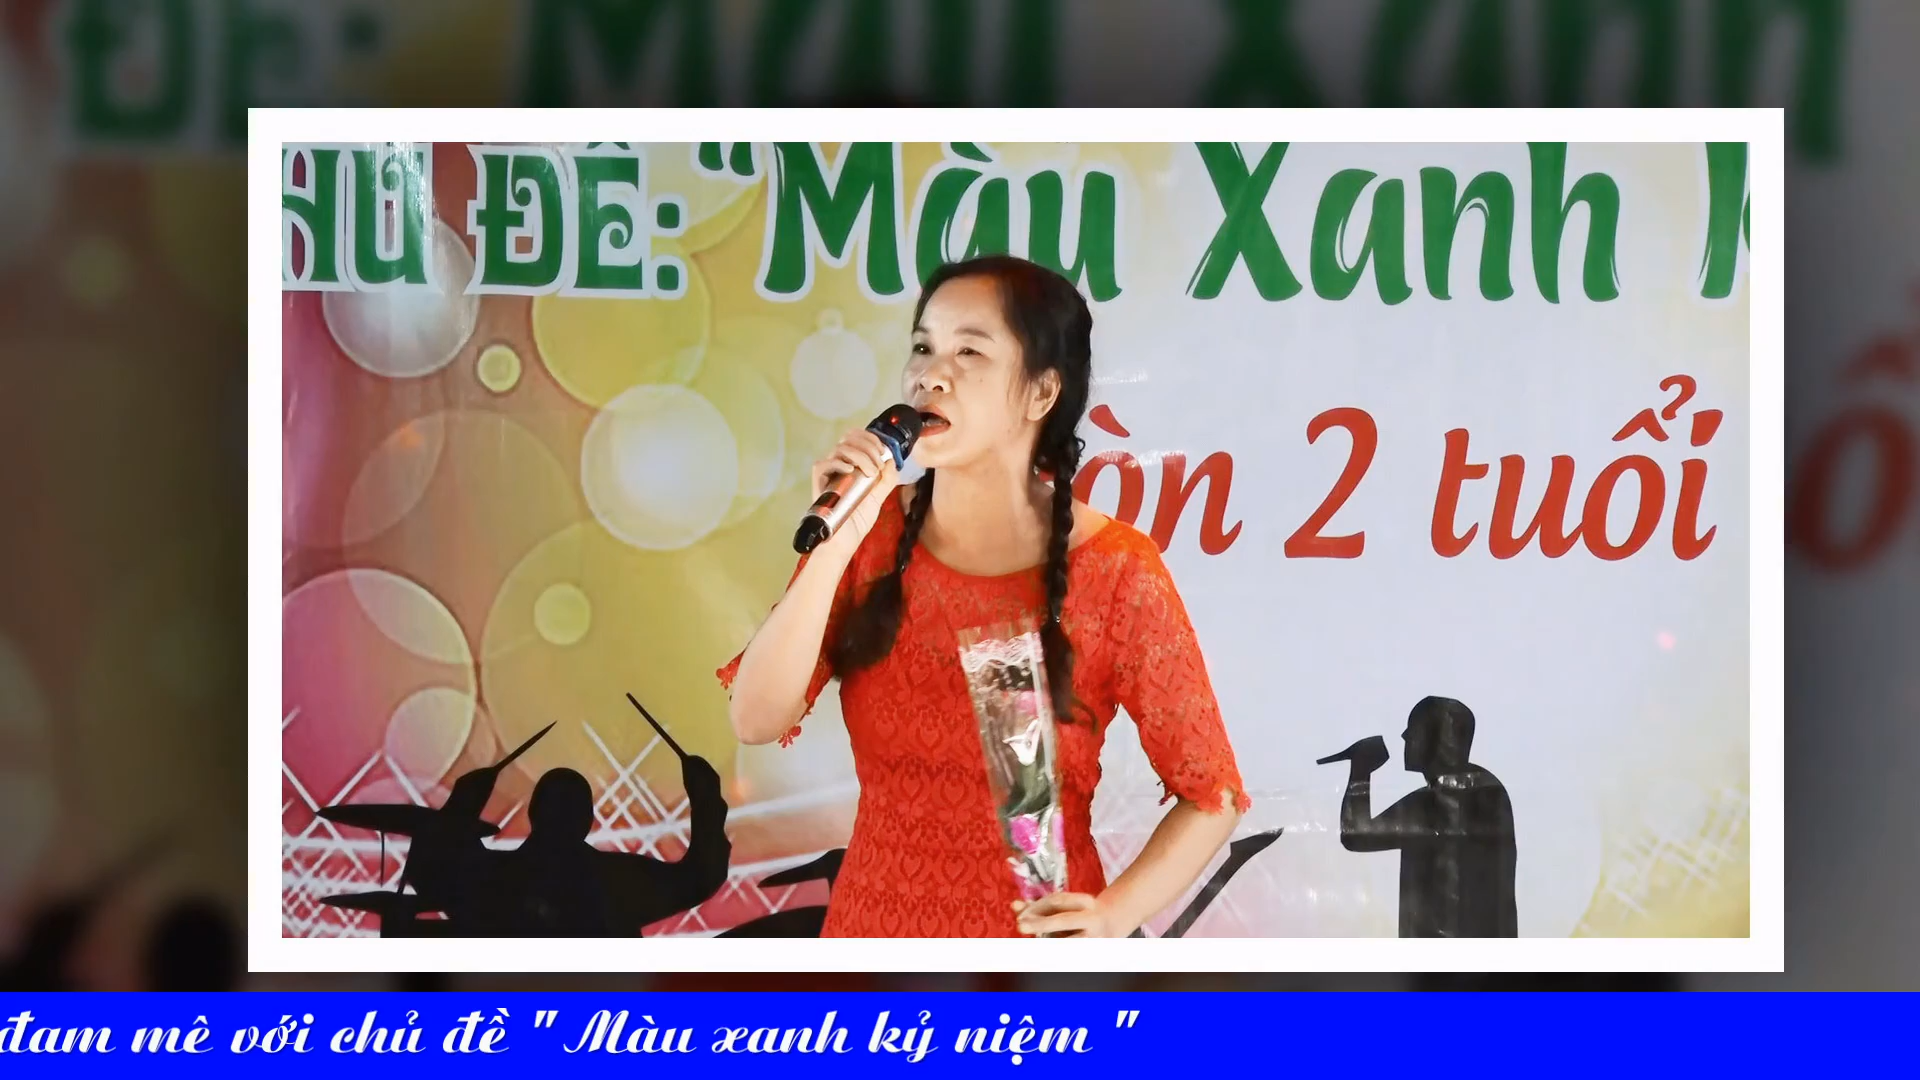 HỦ ĐỀ: "Màu Xanh
òn 2 tuổi
đam mê với chủ đề " Màu xanh kỷ niệm "